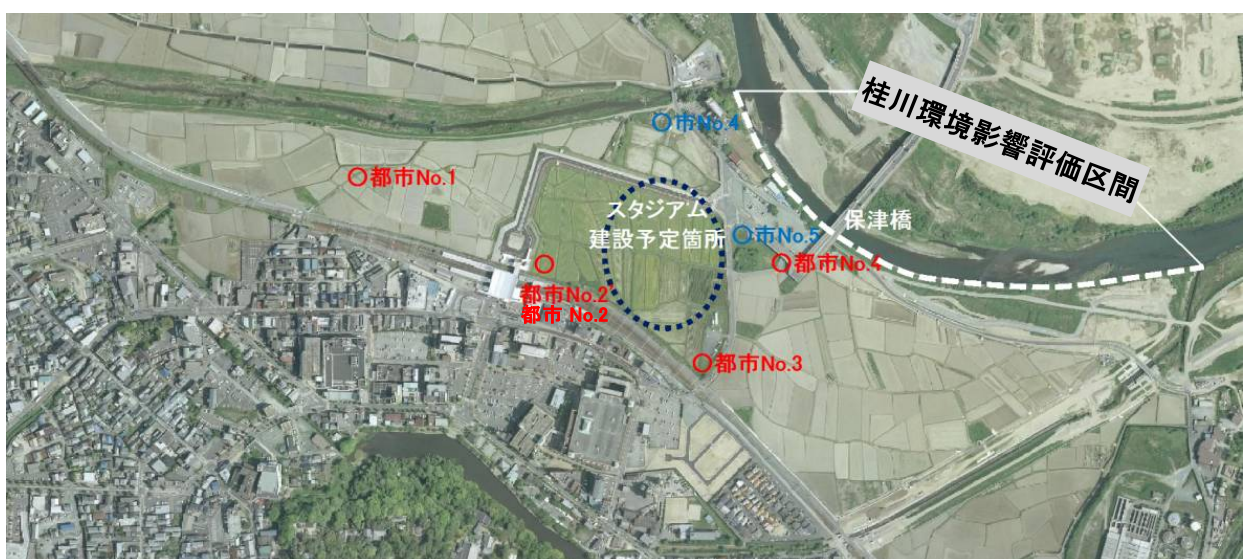 桂川環境影響評価区間
市No.4
都市No.1
スタジアム
建設予定箇所
保津橋
市No.5
都市No.4
都市No.2
都市 No.2
都市No.3